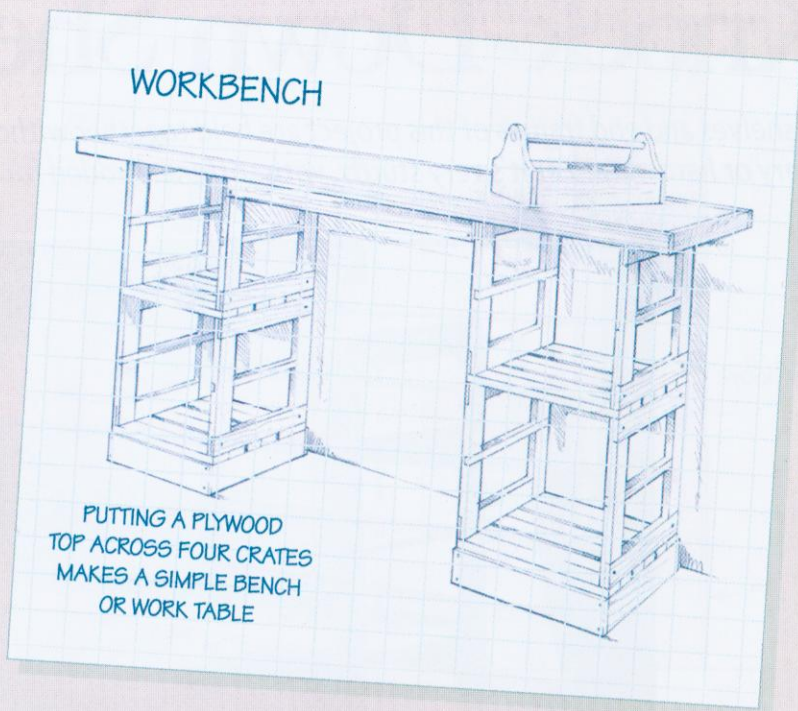 WORKBENCH
PUTTING A PLYWOOD
TOP ACROSS FOUR CRATES
MAKES A SIMPLE BENCH
OR WORK TABLE